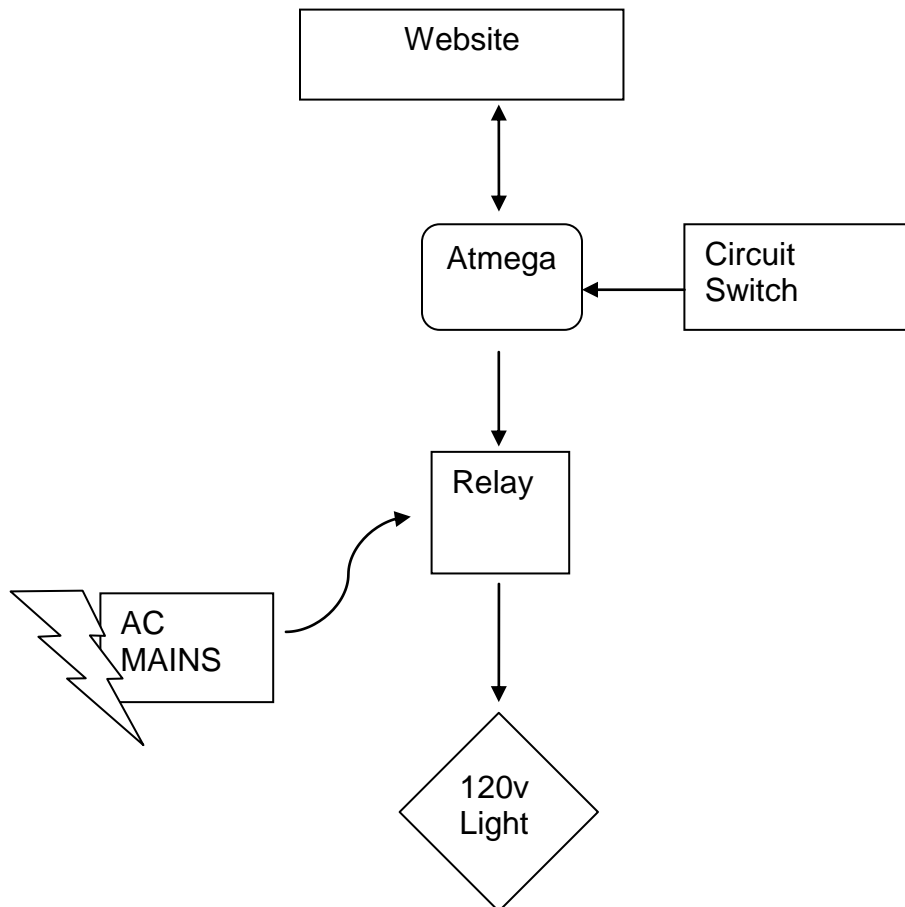 Website
Atmega
Circuit
Switch
Relay
AC
MAINS
120v
Light